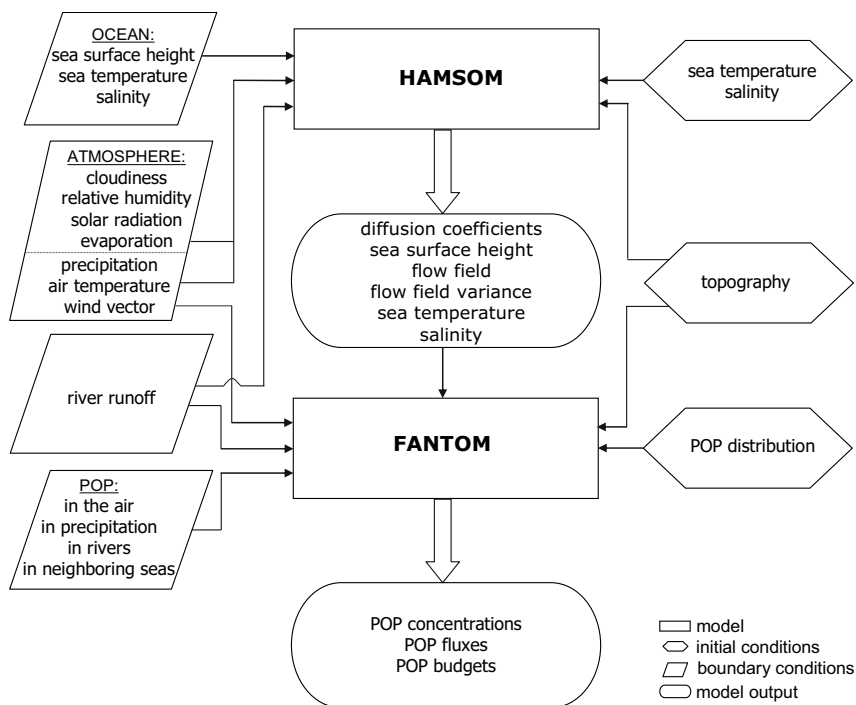 OCEAN:
sea surface height
sea temperature
salinity
HAMSOM
sea temperature
salinity
ATMOSPHERE:
cloudiness
relative humidity
solar radiation
evaporation
precipitation
air temperature
wind vector
diffusion coefficients
sea surface height
flow field
flow field variance
sea temperature
salinity
topography
river runoff
FANTOM
POP distribution
POP:
in the air
in precipitation
in rivers
in neighboring seas
POP concentrations
POP fluxes
POP budgets
model
initial conditions
boundary conditions
model output